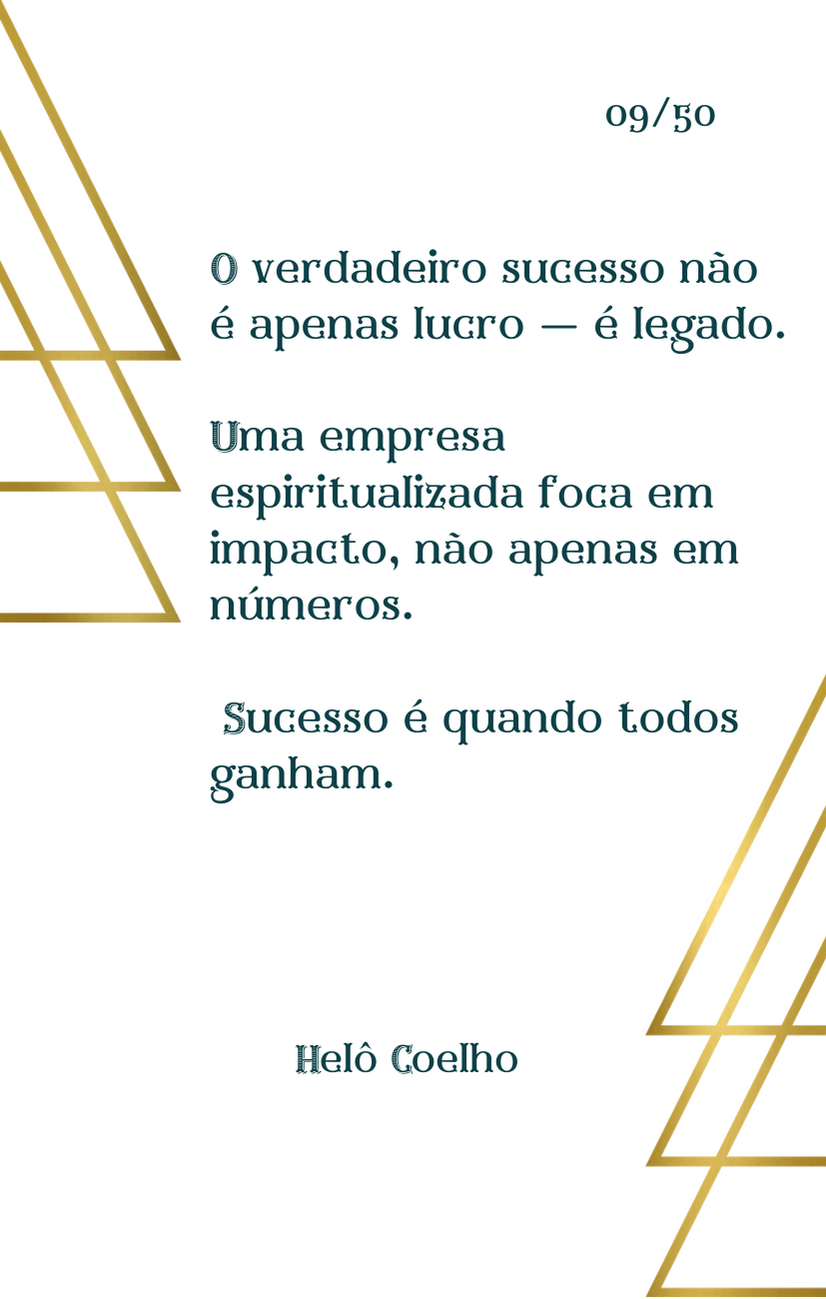 09/50
O verdadeiro sucesso não
é apenas lucro — é legado.
Uma empresa
espiritualizada foca em
impacto, não apenas em
números.
Sucesso é quando todos
ganham.
Helô Coelho